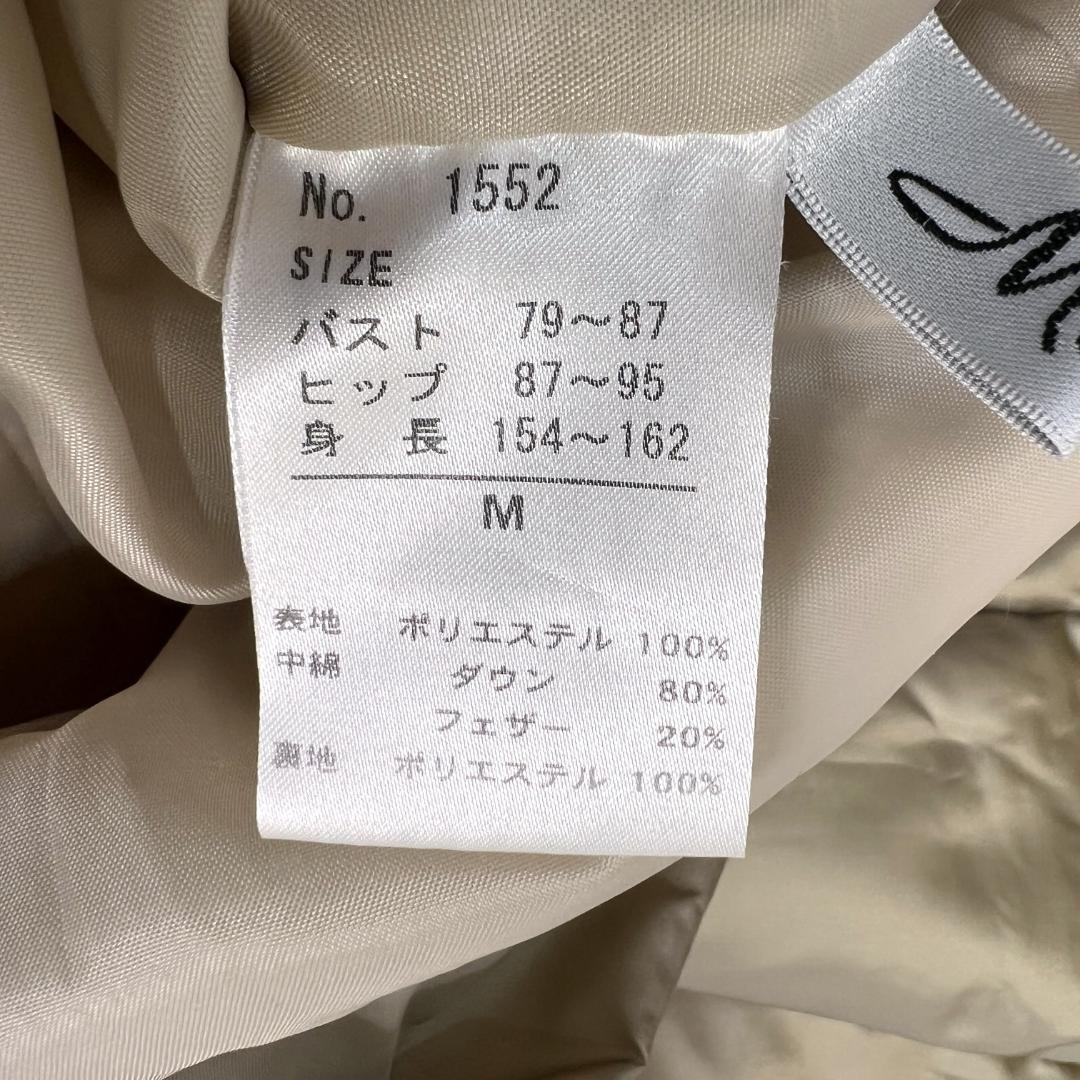 No. 1552
SIZE
バスト 79～87
ヒップ 87～95
身 長 154～162
M
表地 ポリエステル 100%
中綿 ダウン 80%
フェザー 20%
裏地 ポリエステル 100%